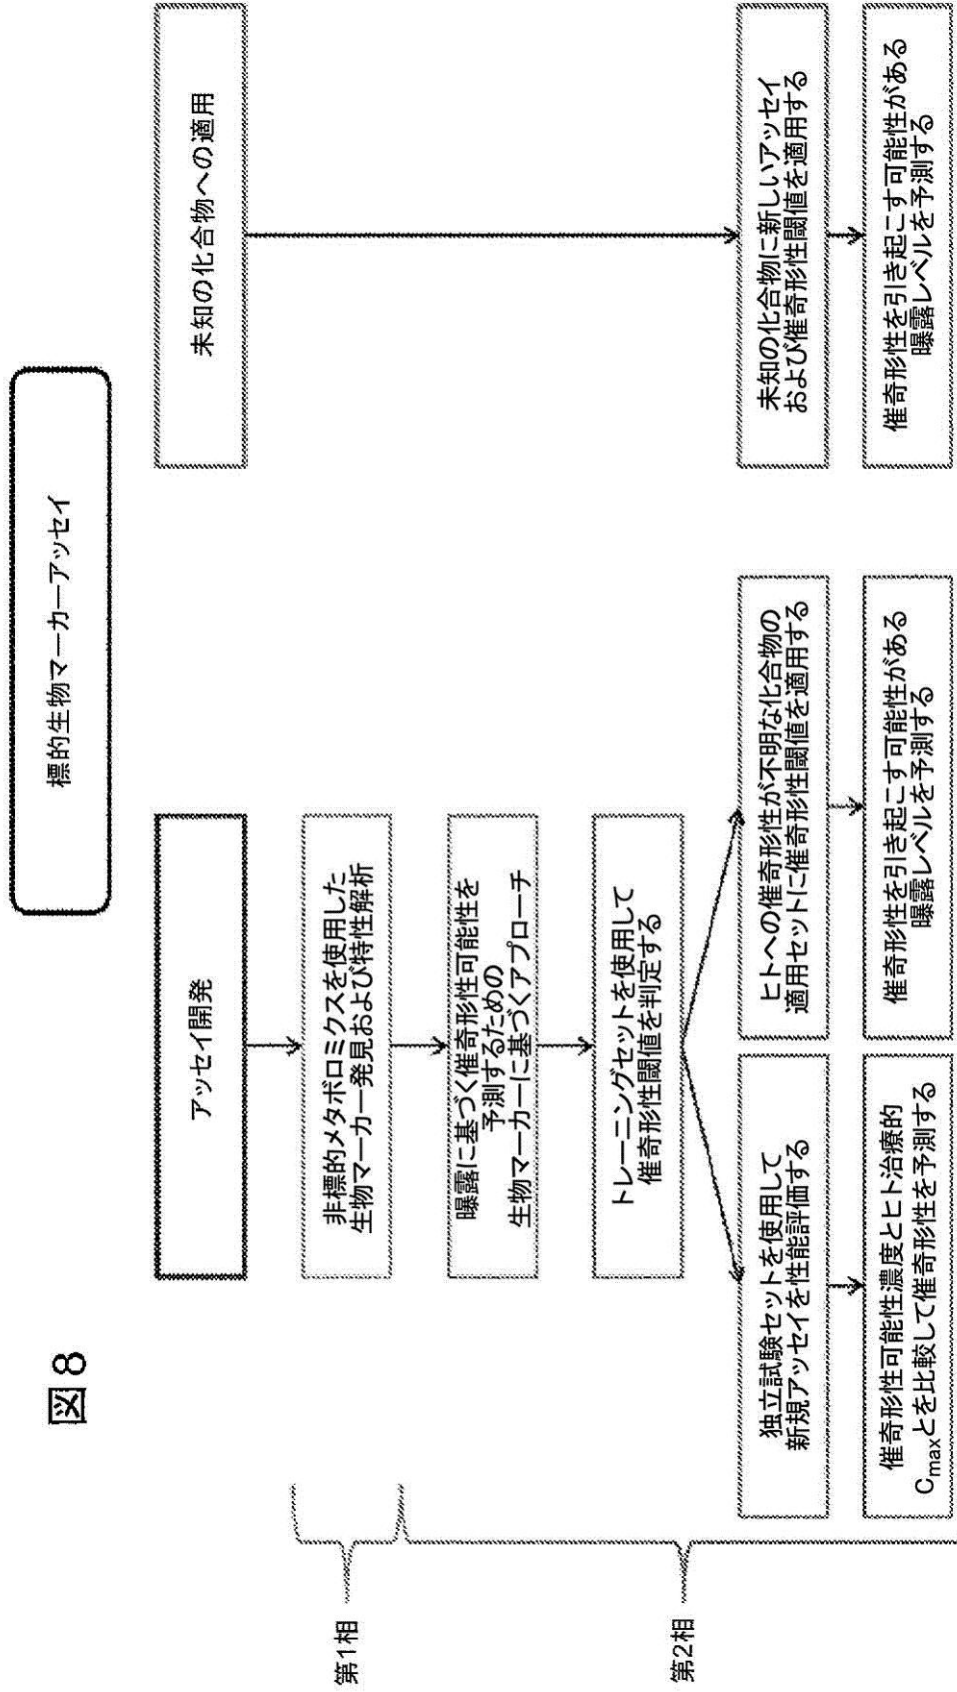 図8
標的生物マーカーアッセイ
アッセイ開発
未知の化合物への適用
第1相
非標的メタボロミクスを使用した
生物マーカー発見および特性解析
第2相
曝露に基づく催奇形性可能性を
予測するための
生物マーカーに基づくアプローチ
トレーニングセットを使用して
催奇形性閾値を判定する
独立試験セットを使用して
新規アッセイを性能評価する
ヒトへの催奇形性が不明な化合物の
適用セットに催奇形性閾値を適用する
未知の化合物に新しいアッセイ
および催奇形性閾値を適用する
催奇形性可能性濃度とヒト治療的
Cmaxとを比較して催奇形性を予測する
催奇形性を引き起こす可能性がある
曝露レベルを予測する
催奇形性を引き起こす可能性がある
曝露レベルを予測する